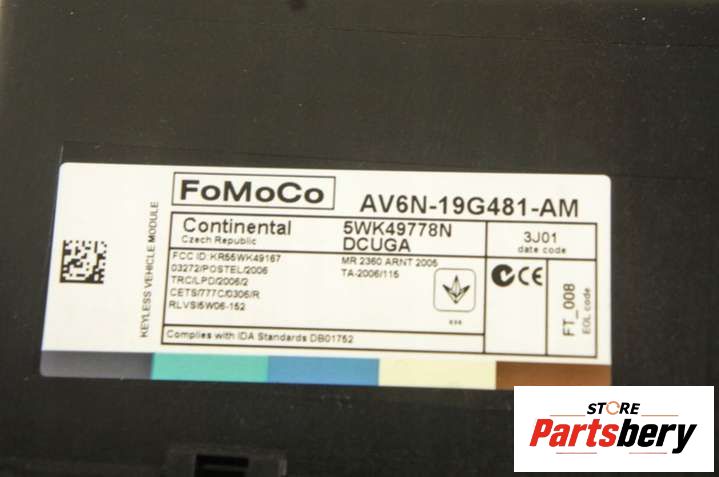 FoMoCo
AV6N-19G481-AM
KEYLESS VEHICLE MODULE
Continental
Czech Republic
5WK49778N
DCUGA
3J01
date code
FCC ID: KR55WK49167
03272/POSTEL/2006
TRC/LPD/2006/2
CETS/777C/0306/R
RLVSI5W06-152
MR 2360 ARNT 2005
TA-2006/115
FT_008
EOL code
Complies with IDA Standards DB01752
STORE
Partsbery